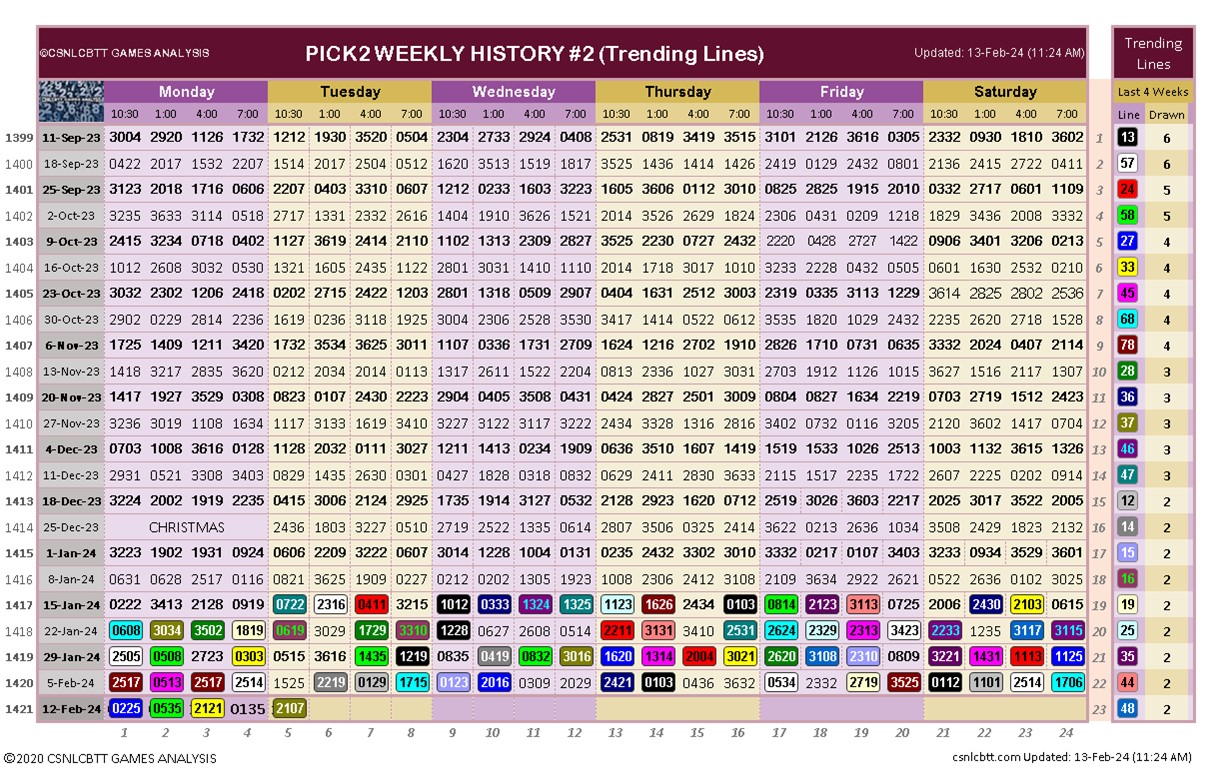 ©CSNLCBTT GAMES ANALYSIS PICK2 WEEKLY HISTORY #2 (Trending Lines) Updated: 13-Feb-24 (11:24 AM) Trending Lines
Monday Tuesday Wednesday Thursday Friday Saturday Last 4 Weeks
10:30 1:00 4:00 7:00 10:30 1:00 4:00 7:00 10:30 1:00 4:00 7:00 10:30 1:00 4:00 7:00 10:30 1:00 4:00 7:00 10:30 1:00 4:00 7:00 Line Drawn
1399 11-Sep-23 3004 2920 1126 1732 1212 1930 3520 0504 2304 2733 2924 0408 2531 0819 3419 3515 3101 2126 3616 0305 2332 0930 1810 3602 1 13 6
1400 18-Sep-23 0422 2017 1532 2207 1514 2017 2504 0512 1620 3513 1519 1817 3525 1436 1414 1426 2419 0129 2432 0801 2136 2415 2722 0411 2 57 6
1401 25-Sep-23 3123 2018 1716 0606 2207 0403 3310 0607 1212 0233 1603 3223 1605 3606 0112 3010 0825 2825 1915 2010 0332 2717 0601 1109 3 24 5
1402 2-Oct-23 3235 3633 3114 0518 2717 1331 2332 2616 1404 1910 3626 1521 2014 3526 2629 1824 2306 0431 0209 1218 1829 3436 2008 3332 4 58 5
1403 9-Oct-23 2415 3234 0718 0402 1127 3619 2414 2110 1102 1313 2309 2827 3525 2230 0727 2432 2220 0428 2727 1422 0906 3401 3206 0213 5 27 4
1404 16-Oct-23 1012 2608 3032 0530 1321 1605 2435 1122 2801 3031 1410 1110 2014 1718 3017 1010 3233 2228 0432 0505 0601 1630 2532 0210 6 33 4
1405 23-Oct-23 3032 2302 1206 2418 0202 2715 2422 1203 2801 1318 0509 2907 0404 1631 2512 3003 2319 0335 3113 1229 3614 2825 2802 2536 7 45 4
1406 30-Oct-23 2902 0229 2814 2236 1619 0236 3118 1925 3004 2306 2528 3530 3417 1414 0522 0612 3535 1820 1029 2432 2235 2620 2718 1528 8 68 4
1407 6-Nov-23 1725 1409 1211 3420 1732 3534 3625 3011 1107 0336 1731 2709 1624 1216 2702 1910 2826 1710 0731 0635 3332 2024 0407 2114 9 78 4
1408 13-Nov-23 1418 3217 2835 3620 0212 2034 2014 0113 1317 2611 1522 2204 0813 2336 1027 3031 2703 1912 1126 1015 3627 1516 2117 1307 10 28 3
1409 20-Nov-23 1417 1927 3529 0308 0823 0107 2430 2223 2904 0405 3508 0431 0424 2827 2501 3009 0804 0827 1634 2219 0703 2719 1512 2423 11 36 3
1410 27-Nov-23 3236 3019 1108 1634 1117 3133 1619 3410 3227 3122 3117 3222 2434 3328 1316 2816 3402 0732 0116 3205 2120 3602 1417 0704 12 37 3
1411 4-Dec-23 0703 1008 3616 0128 1128 2032 0111 3027 1211 1413 0234 1909 0636 3510 1607 1419 1519 1533 1026 2513 1003 1132 3615 1326 13 46 3
1412 11-Dec-23 2931 0521 3308 3403 0829 1435 2630 0301 0427 1828 0318 0832 0629 2411 2830 3633 2115 1517 2235 1722 2607 2225 0202 0914 14 47 3
1413 18-Dec-23 3224 2002 1919 2235 0415 3006 2124 2925 1735 1914 3127 0532 2128 2923 1620 0712 2519 3026 3603 2217 2025 3017 3522 2005 15 12 2
1414 25-Dec-23 CHRISTMAS 2436 1803 3227 0510 2719 2522 1335 0614 2807 3506 0325 2414 3622 0213 2636 1034 3508 2429 1823 2132 16 14 2
1415 1-Jan-24 3223 1902 1931 0924 0606 2209 3222 0607 3014 1228 1004 0131 0235 2432 3302 3010 3332 0217 0107 3403 3233 0934 3529 3601 17 15 2
1416 8-Jan-24 0631 0628 2517 0116 0821 3625 1909 0227 0212 0202 1305 1923 1008 2306 2412 3108 2109 3634 2922 2621 0522 2636 0102 3025 18 16 2
1417 15-Jan-24 0222 3413 2128 0919 0722 2316 0411 3215 1012 0333 1324 1325 1123 1626 2434 0103 0814 2123 3113 0725 2006 2430 2103 0615 19 19 2
1418 22-Jan-24 0608 3034 3502 1819 0619 3029 1729 3310 1228 0627 2608 0514 2211 3131 3410 2531 2624 2329 2313 3423 2233 1235 3117 3115 20 25 2
1419 29-Jan-24 2505 0508 2723 0303 0515 3616 1435 1219 0835 0419 0832 3016 1620 1314 2004 3021 2620 3108 2310 0809 3221 1431 1113 1125 21 35 2
1420 5-Feb-24 2517 0513 2517 2514 1525 2219 0129 1715 0123 2016 0309 2029 2421 0103 0436 3632 0534 2332 2719 3525 0112 1101 2514 1706 22 44 2
1421 12-Feb-24 0225 0535 2121 0135 2107 23 48 2
1 2 3 4 5 6 7 8 9 10 11 12 13 14 15 16 17 18 19 20 21 22 23 24
©2020 CSNLCBTT GAMES ANALYSIS csnlcbtt.com Updated: 13-Feb-24 (11:24 AM)